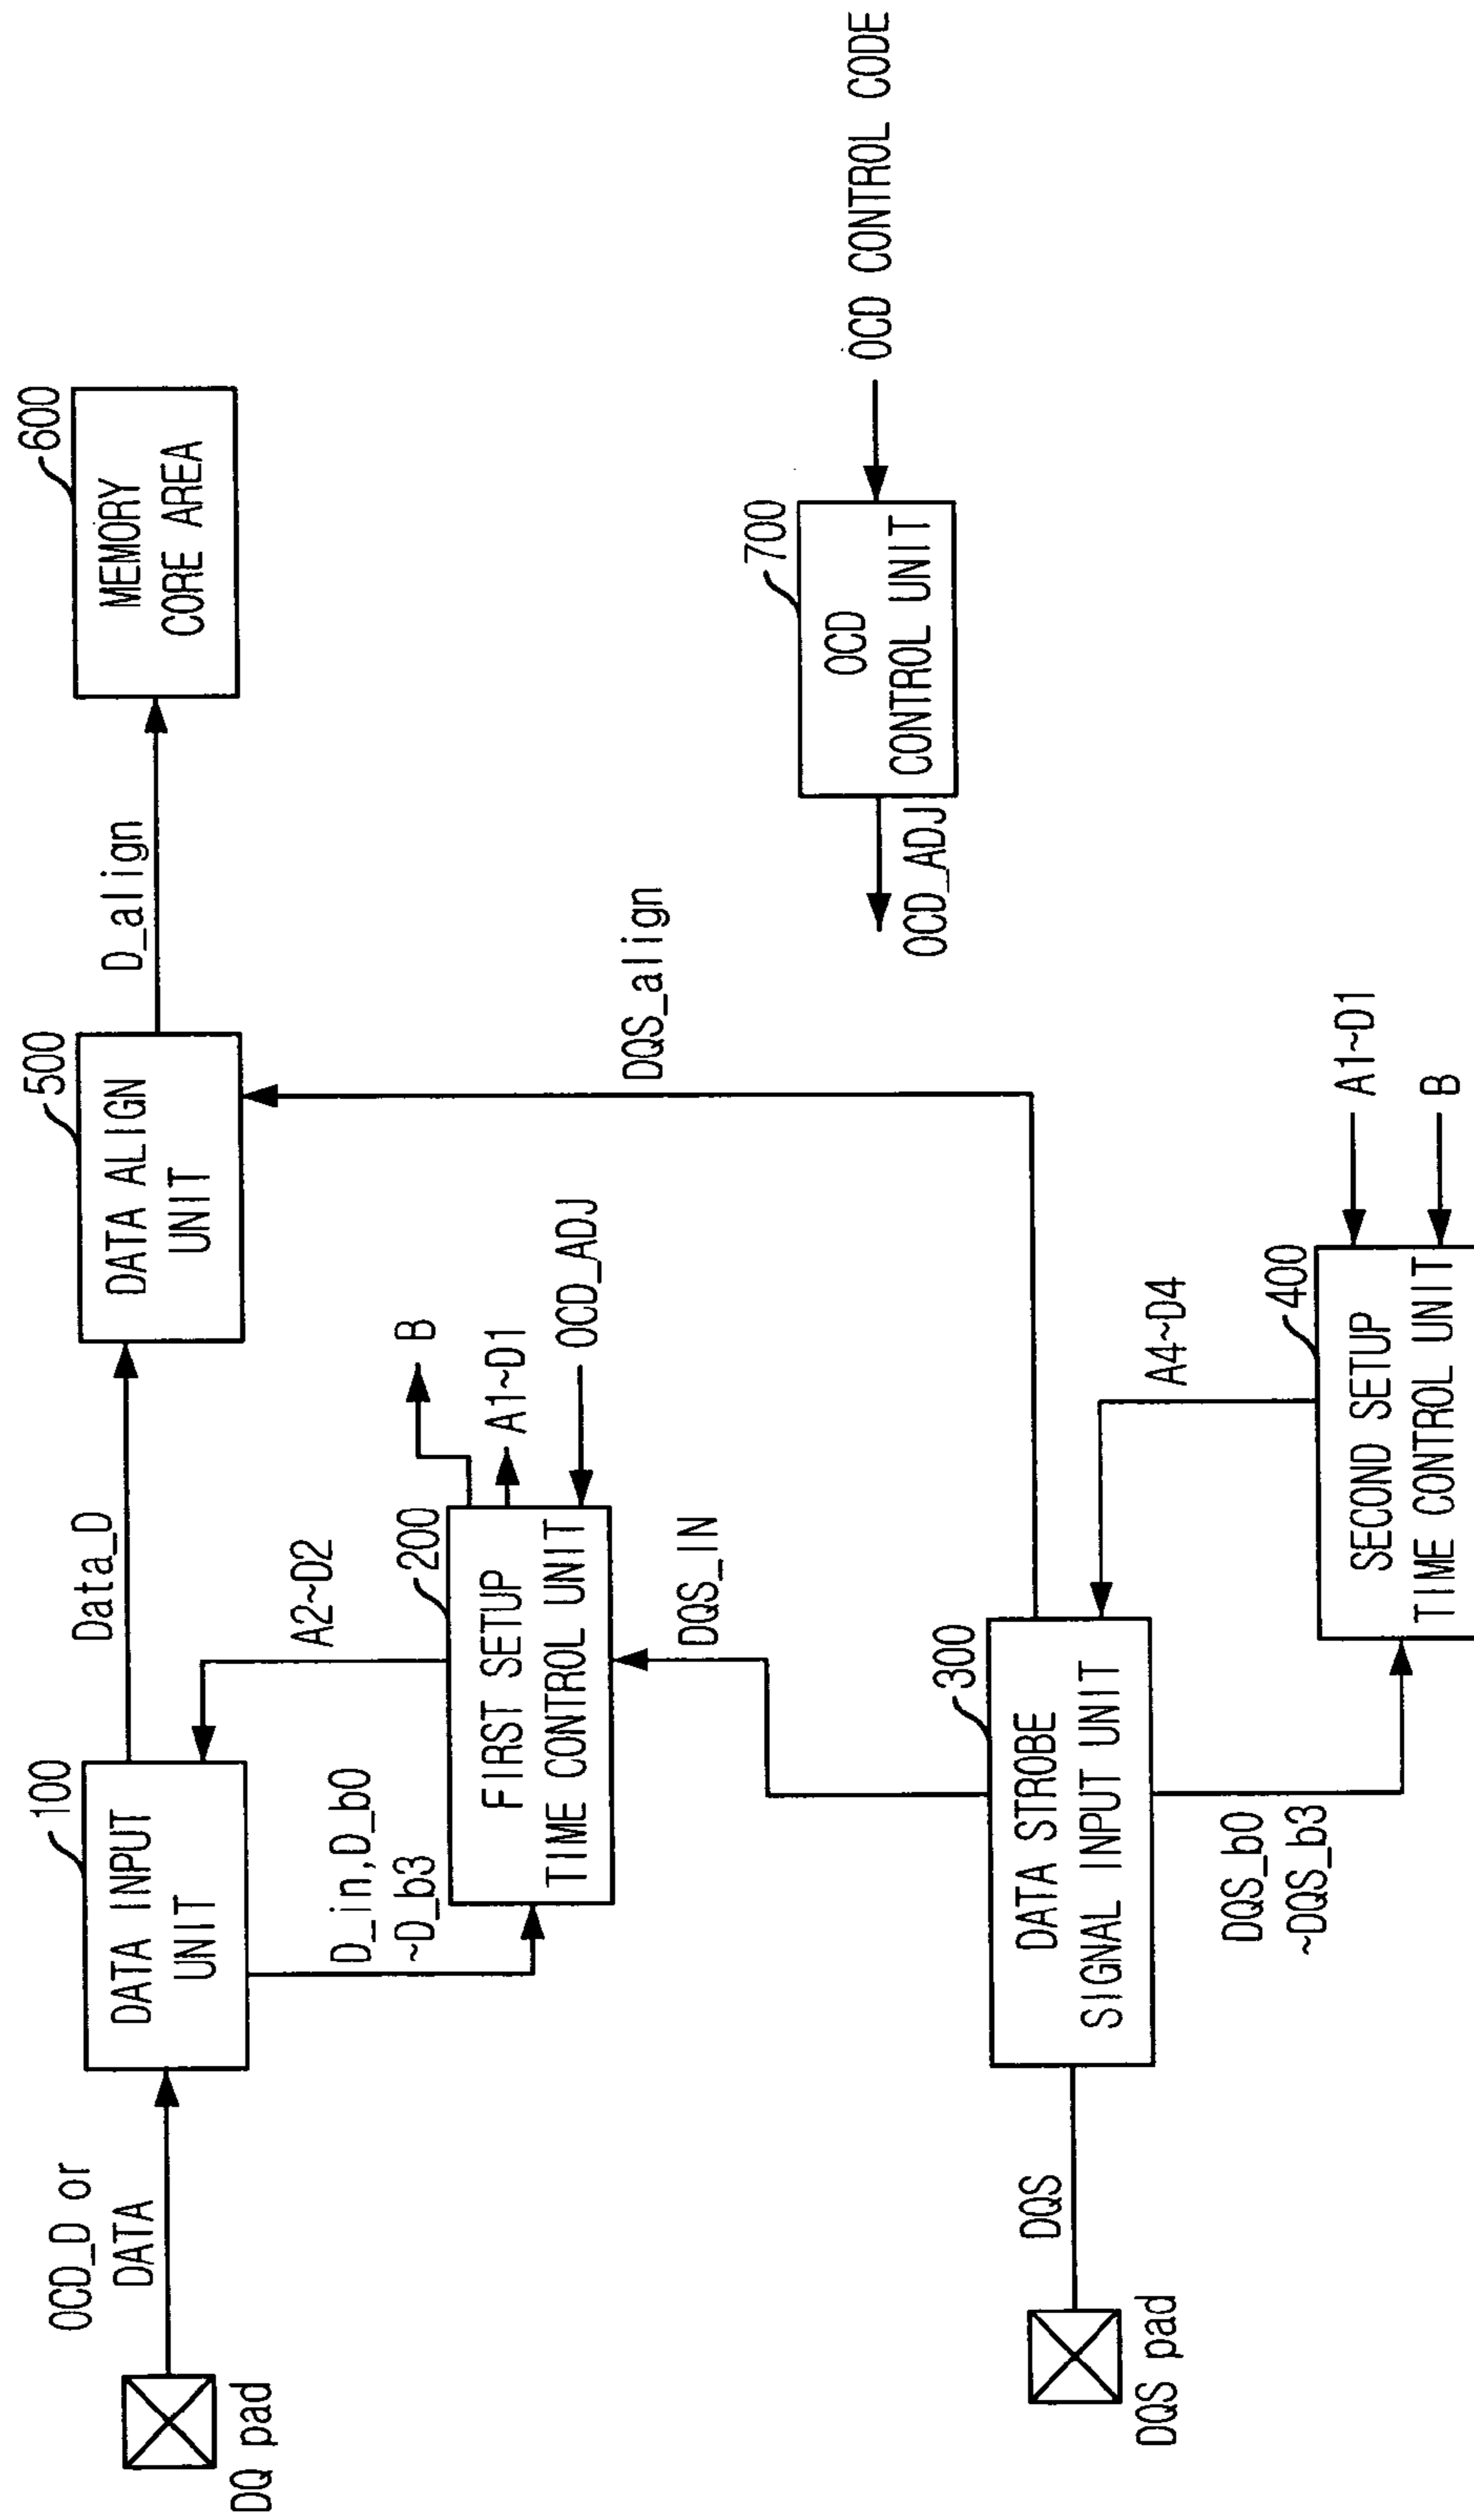 OCD_D or
DATA
DQ pad
100
DATA INPUT
UNIT
Data_D
500
DATA ALIGN
UNIT
D_align
600
MEMORY
CORE AREA
D_in,D_b0
~D_b3
A2~D2
200
FIRST SETUP
TIME CONTROL UNIT
B
A1~D1
OCD_ADJ
DQS_IN
DQS_align
700
OCD
CONTROL UNIT
OCD_ADJ
OCD CONTROL CODE
DQS
DQS pad
300
DATA STROBE
SIGNAL INPUT UNIT
DQS_b0
~DQS_b3
A4~D4
400
SECOND SETUP
TIME CONTROL UNIT
A1~D1
B